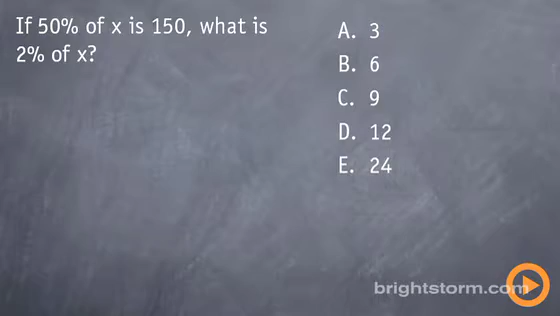 If 50% of x is 150, what is
2% of x?
A. 3
B. 6
C. 9
D. 12
E. 24
brightstorm.com